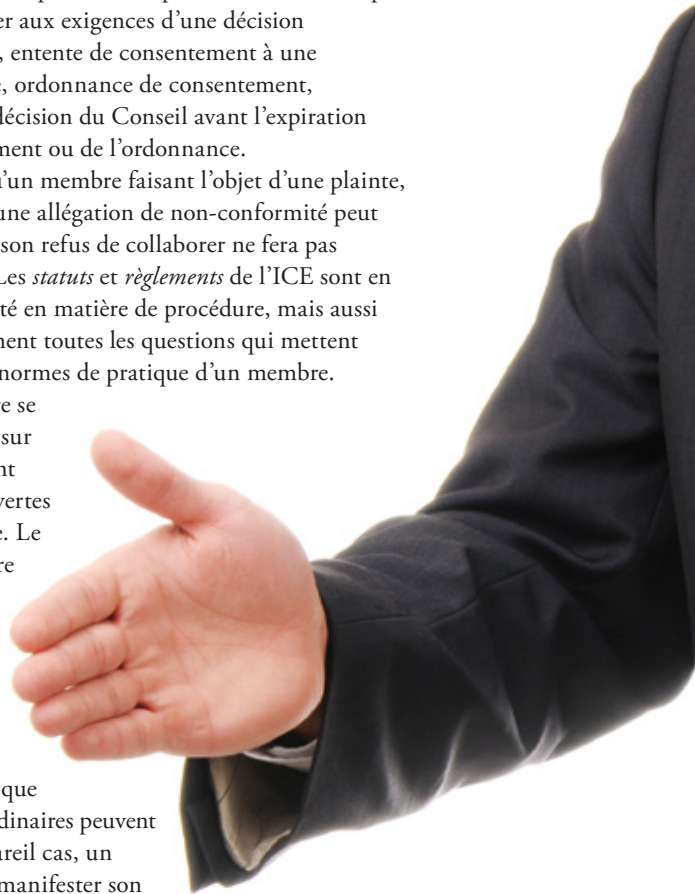 er aux exigences d’une décision
, entente de consentement à une
e, ordonnance de consentement,
décision du Conseil avant l’expiration
ment ou de l’ordonnance.
u’un membre faisant l’objet d’une plainte,
une allégation de non-conformité peut
son refus de collaborer ne fera pas
Les statuts et règlements de l’ICE sont en
té en matière de procédure, mais aussi
ment toutes les questions qui mettent
normes de pratique d’un membre.
re se
sur
nt
vertes
e. Le
re
que
dinaires peuvent
areil cas, un
manifester son